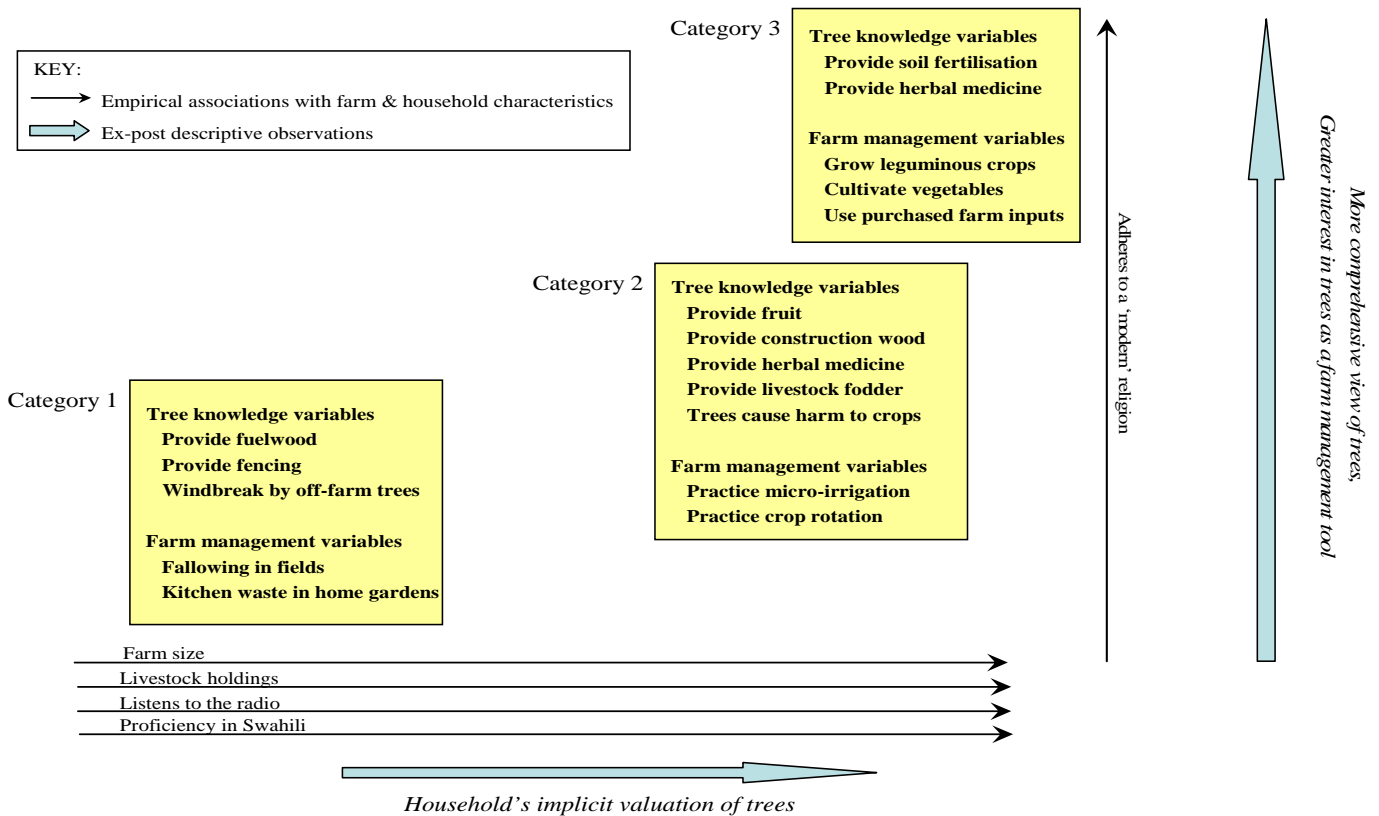 KEY:
Empirical associations with farm & household characteristics
Ex-post descriptive observations
Category 3
Tree knowledge variables
Provide soil fertilisation
Provide herbal medicine
Farm management variables
Grow leguminous crops
Cultivate vegetables
Use purchased farm inputs
Category 2
Tree knowledge variables
Provide fruit
Provide construction wood
Provide herbal medicine
Provide livestock fodder
Trees cause harm to crops
Farm management variables
Practice micro-irrigation
Practice crop rotation
Category 1
Tree knowledge variables
Provide fuelwood
Provide fencing
Windbreak by off-farm trees
Farm management variables
Fallowing in fields
Kitchen waste in home gardens
Adheres to a ‘modern’ religion
More comprehensive view of trees,
Greater interest in trees as a farm management tool
Farm size
Livestock holdings
Listens to the radio
Proficiency in Swahili
Household’s implicit valuation of trees